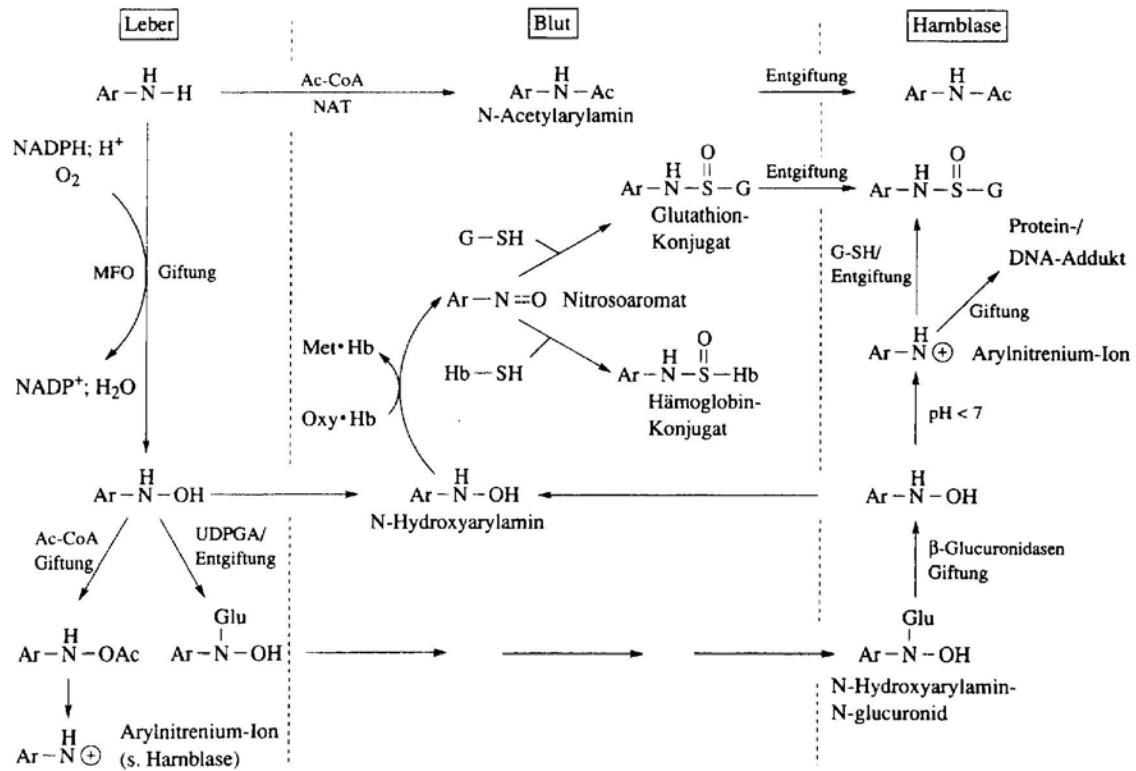 Leber
Blut
Harnblase
H
Ar–N–H
Ac-CoA
NAT
H
Ar–N–Ac
N-Acetylarylamin
Entgiftung
H
Ar–N–Ac
NADPH; H+
O2
MFO
Giftung
NADP+; H2O
O
H
Ar–N–S–G
Glutathion-
Konjugat
Entgiftung
O
H
Ar–N–S–G
G–SH
Ar–N=O Nitrosoaromat
Met•Hb
Oxy•Hb
Hb–SH
O
H
Ar–N–S–Hb
Hämoglobin-
Konjugat
G-SH/
Entgiftung
Protein-/
DNA-Addukt
Giftung
H
Ar–N⊕ Arylnitrenium-Ion
pH < 7
H
Ar–N–OH
H
Ar–N–OH
N-Hydroxyarylamin
H
Ar–N–OH
Ac-CoA
Giftung
UDPGA/
Entgiftung
β-Glucuronidasen
Giftung
H
Ar–N–OAc
Glu
Ar–N–OH
Glu
Ar–N–OH
N-Hydroxyarylamin-
N-glucuronid
H
Ar–N⊕
Arylnitrenium-Ion
(s. Harnblase)